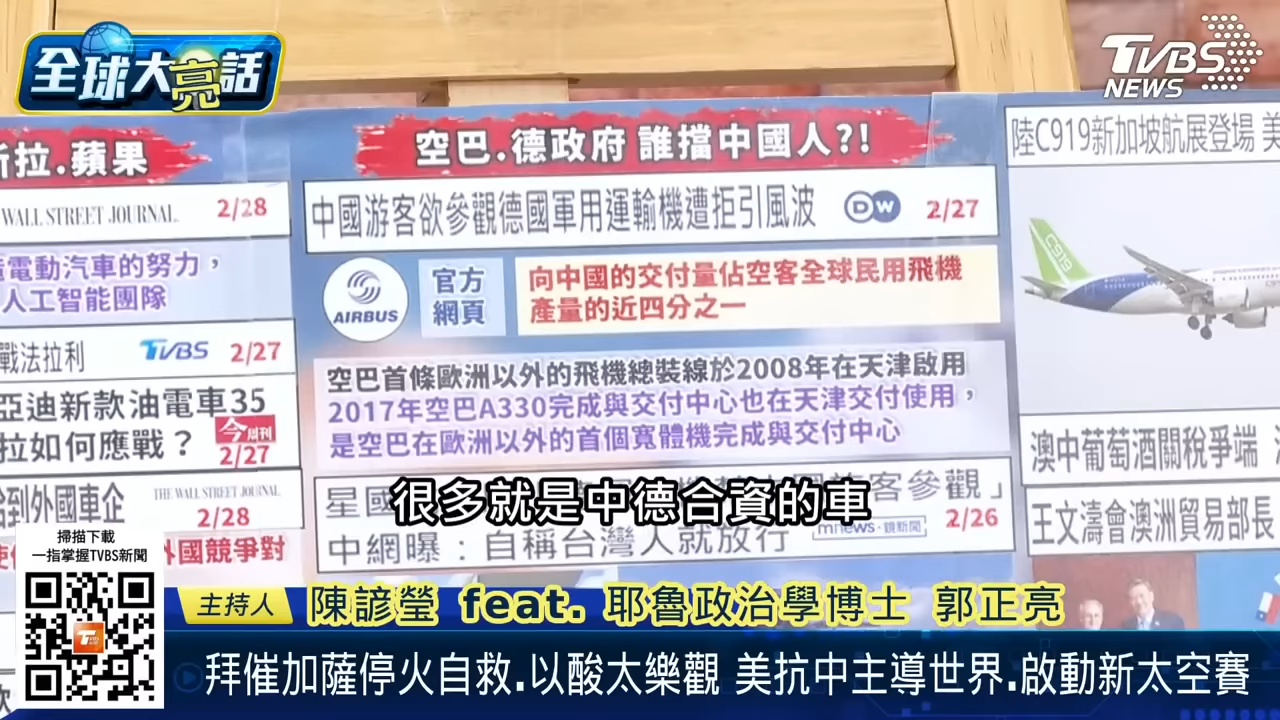 全球大亮話
TVBS
NEWS
斯拉.蘋果
WALL STREET JOURNAL.
2/28
電動汽車的努力，
人工智能團隊
戰法拉利
TVBS
2/27
亞迪新款油電車35
拉如何應戰？
今周刊
2/27
給到外國車企
THE WALL STREET JOURNAL
2/28
外國競爭對
空巴.德政府 誰擋中國人?!
中國游客欲參觀德國軍用運輸機遭拒引風波
DW
2/27
AIRBUS
官方
網頁
向中國的交付量佔空客全球民用飛機
產量的近四分之一
空巴首條歐洲以外的飛機總裝線於2008年在天津啟用
2017年空巴A330完成與交付中心也在天津交付使用，
是空巴在歐洲以外的首個寬體機完成與交付中心
星國
客參觀」
mnews·鏡新聞
2/26
中網曝：自稱台灣人就放行
陸C919新加坡航展登場 美
C919
澳中葡萄酒關稅爭端
王文濤會澳洲貿易部長
很多就是中德合資的車
掃描下載
一指掌握TVBS新聞
主持人
陳諺瑩 feat. 耶魯政治學博士 郭正亮
拜催加薩停火自救.以酸太樂觀 美抗中主導世界.啟動新太空賽